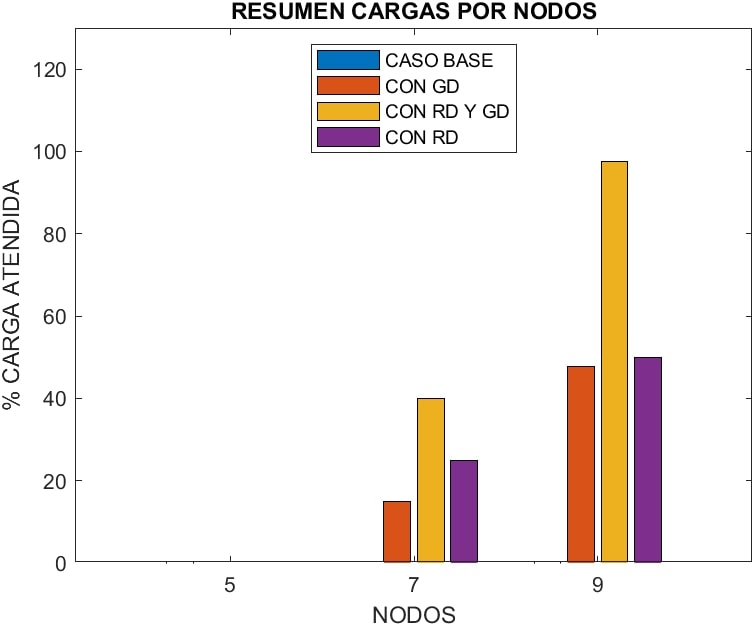 RESUMEN CARGAS POR NODOS
CASO BASE
CON GD
CON RD Y GD
CON RD
% CARGA ATENDIDA
120
100
80
60
40
20
0
5
7
9
NODOS